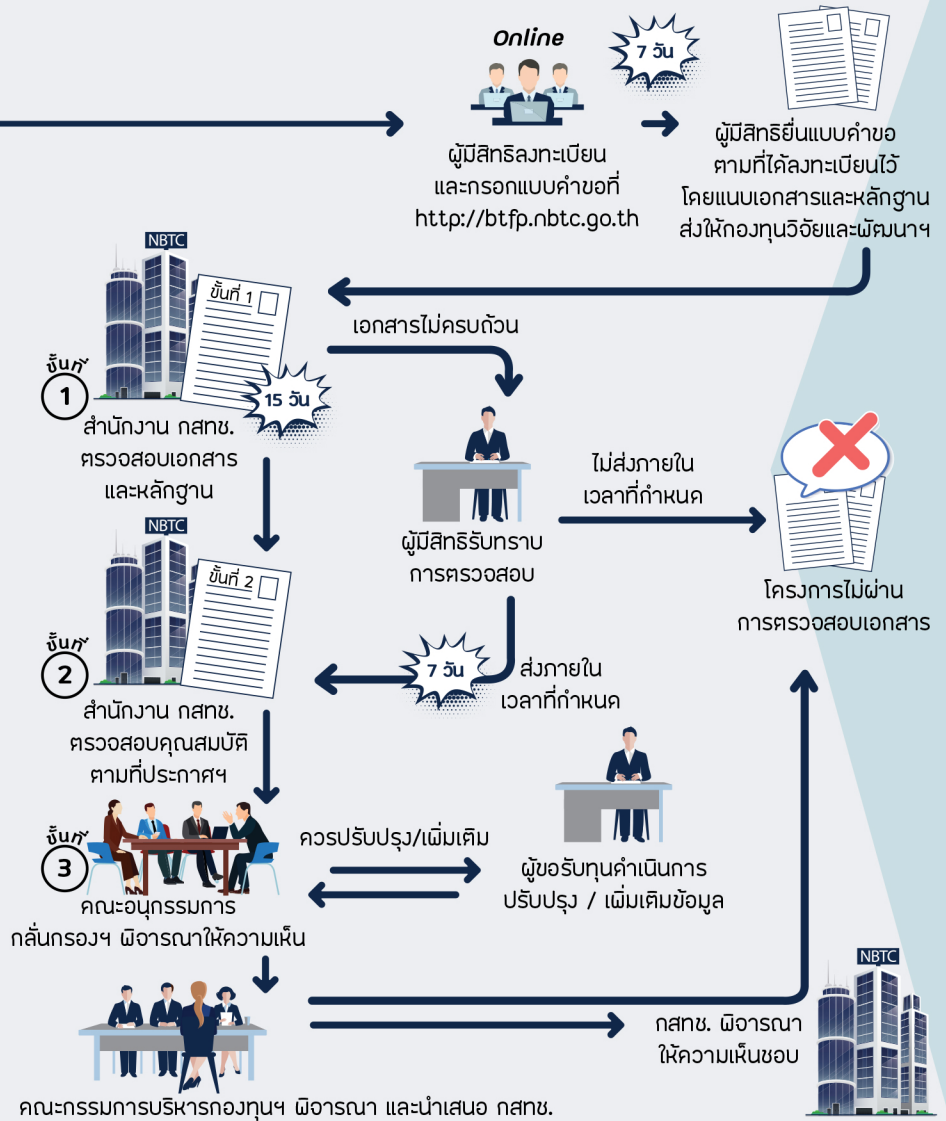 Online
7 วัน
ผู้มีสิทธิลงทะเบียน
และกรอกแบบคำขอที่
http://btfp.nbtc.go.th
ผู้มีสิทธิยื่นแบบคำขอ
ตามที่ได้ลงทะเบียนไว้
โดยแนบเอกสารและหลักฐาน
ส่งให้กองทุนวิจัยและพัฒนาฯ
NBTC
ขั้นที่ 1
ชั้นที่
1
15 วัน
สำนักงาน กสทช.
ตรวจสอบเอกสาร
และหลักฐาน
เอกสารไม่ครบถ้วน
ผู้มีสิทธิรับทราบ
การตรวจสอบ
ไม่ส่งภายใน
เวลาที่กำหนด
โครงการไม่ผ่าน
การตรวจสอบเอกสาร
NBTC
ขั้นที่ 2
ชั้นที่
2
7 วัน
ส่งภายใน
เวลาที่กำหนด
สำนักงาน กสทช.
ตรวจสอบคุณสมบัติ
ตามที่ประกาศฯ
ชั้นที่
3
ควรปรับปรุง/เพิ่มเติม
ผู้ขอรับทุนดำเนินการ
ปรับปรุง / เพิ่มเติมข้อมูล
คณะอนุกรรมการ
กลั่นกรองฯ พิจารณาให้ความเห็น
NBTC
กสทช. พิจารณา
ให้ความเห็นชอบ
คณะกรรมการบริหารกองทุนฯ พิจารณา และนำเสนอ กสทช.